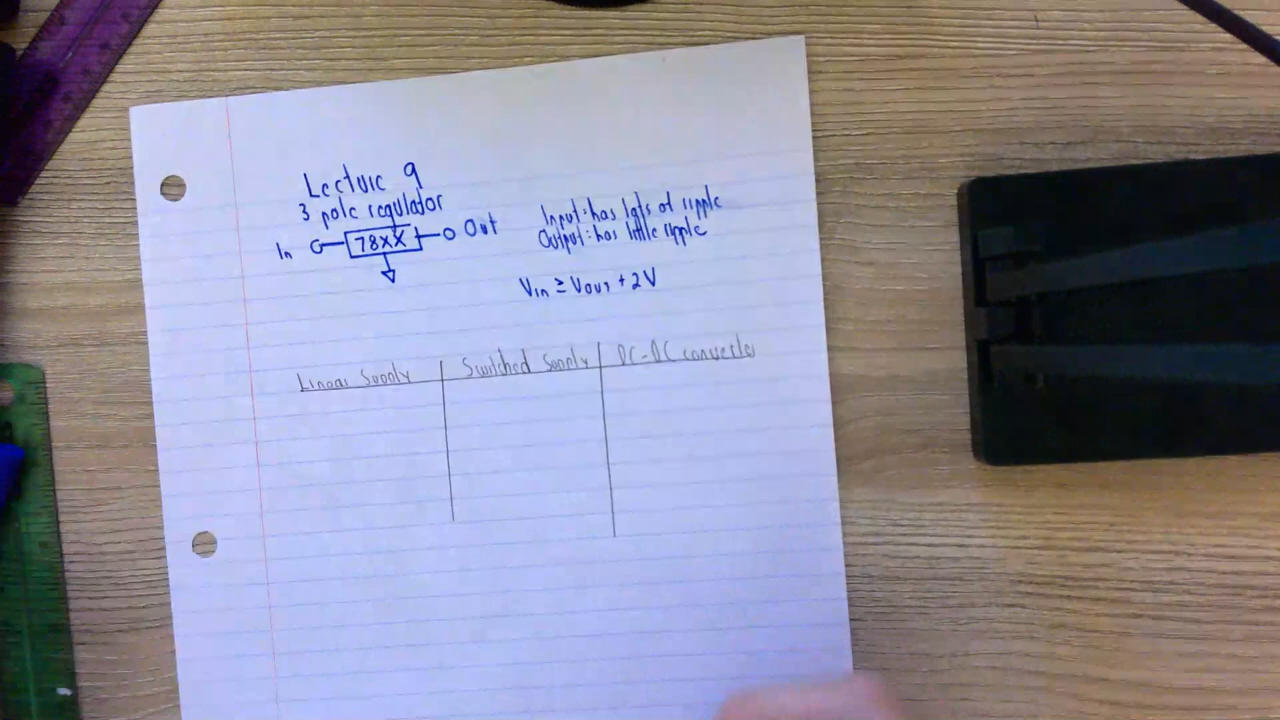 Lecture 9
3 pole regulator
In 78XX Out
Input: has lots of ripple
Output: has little ripple
Vin ≥ Vout + 2V
Linear Supply Switched Supply DC-DC converter